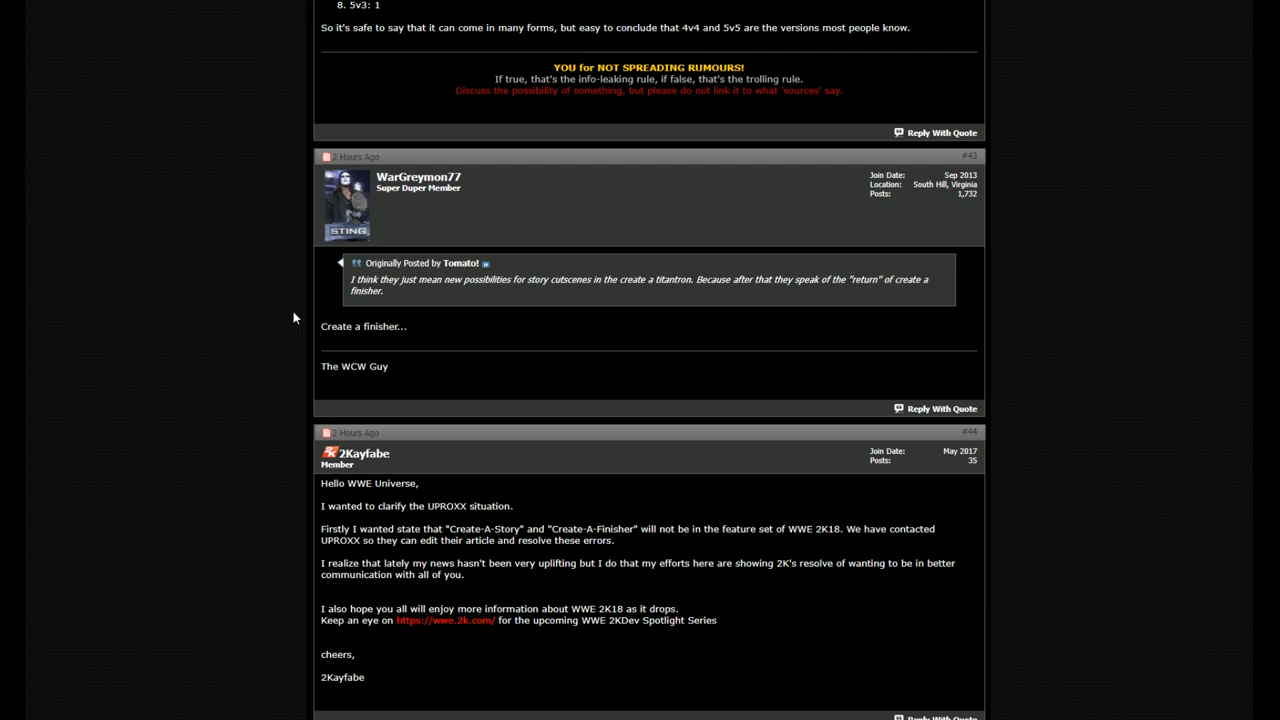 8. 5v3: 1
So it's safe to say that it can come in many forms, but easy to conclude that 4v4 and 5v5 are the versions most people know.
YOU for NOT SPREADING RUMOURS!
If true, that's the info-leaking rule, if false, that's the trolling rule.
Discuss the possibility of something, but please do not link it to what 'sources' say.
Reply With Quote
2 Hours Ago #43
WarGreymon77
Super Duper Member
Join Date: Sep 2013
Location: South Hill, Virginia
Posts: 1,732
STING
Originally Posted by Tomato!
I think they just mean new possibilities for story cutscenes in the create a titantron. Because after that they speak of the "return" of create a
finisher.
Create a finisher...
The WCW Guy
Reply With Quote
2 Hours Ago #44
2Kayfabe
Member
Join Date: May 2017
Posts: 35
Hello WWE Universe,
I wanted to clarify the UPROXX situation.
Firstly I wanted state that "Create-A-Story" and "Create-A-Finisher" will not be in the feature set of WWE 2K18. We have contacted
UPROXX so they can edit their article and resolve these errors.
I realize that lately my news hasn't been very uplifting but I do that my efforts here are showing 2K's resolve of wanting to be in better
communication with all of you.
I also hope you all will enjoy more information about WWE 2K18 as it drops.
Keep an eye on https://wwe.2k.com/ for the upcoming WWE 2KDev Spotlight Series
cheers,
2Kayfabe
Reply With Quote